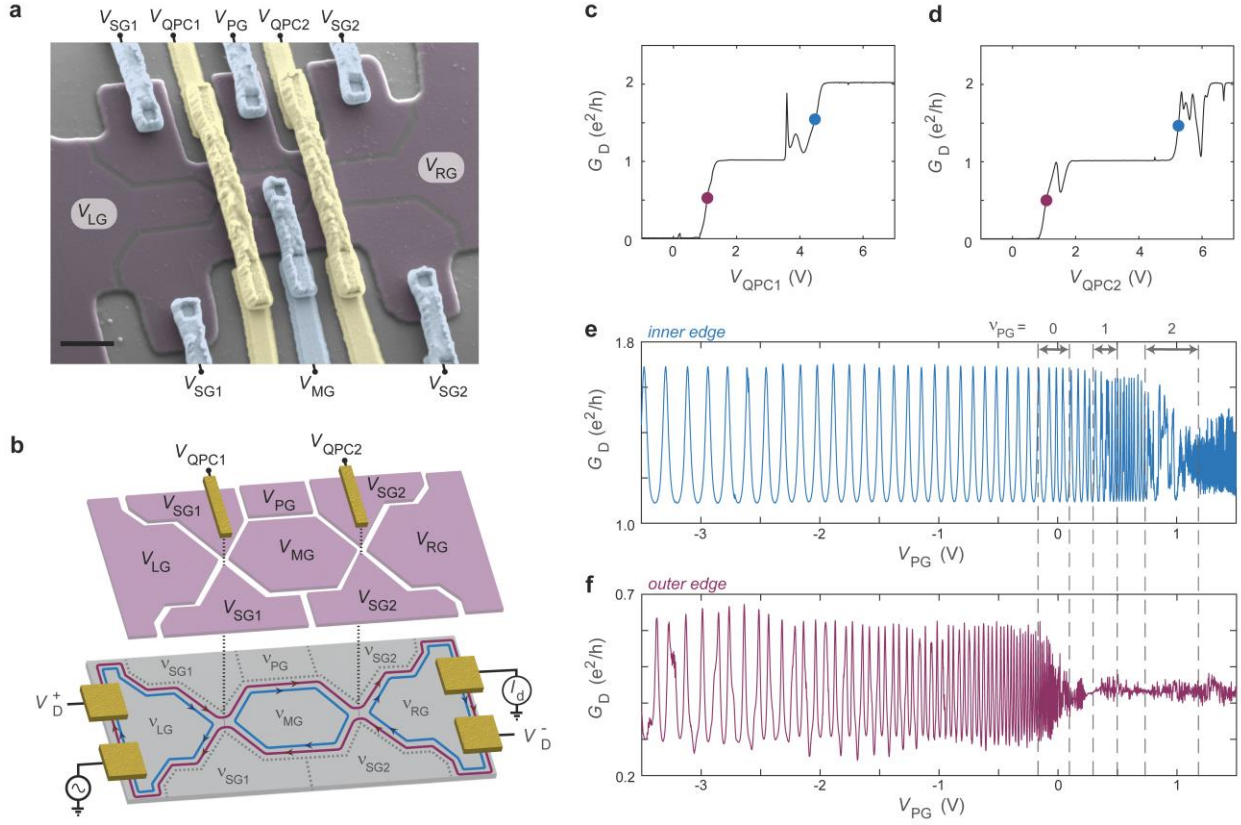 a
V_SG1 V_QPC1 V_PG V_QPC2 V_SG2
V_LG
V_RG
V_SG1 V_MG V_SG2
b
V_QPC1
V_QPC2
V_SG1 V_PG V_SG2
V_LG V_MG V_RG
V_SG1 V_SG2
ν_SG1 ν_PG ν_SG2
V_D^+
ν_LG ν_MG ν_RG
I_d
V_D^-
ν_SG1 ν_SG2
c
G_D (e²/h)
2
1
0
0 2 4 6
V_QPC1 (V)
d
G_D (e²/h)
2
1
0
0 2 4 6
V_QPC2 (V)
e
inner edge
ν_PG = 0 1 2
1.8
G_D (e²/h)
1.0
-3 -2 -1 0 1
V_PG (V)
f
outer edge
0.7
G_D (e²/h)
0.2
-3 -2 -1 0 1
V_PG (V)